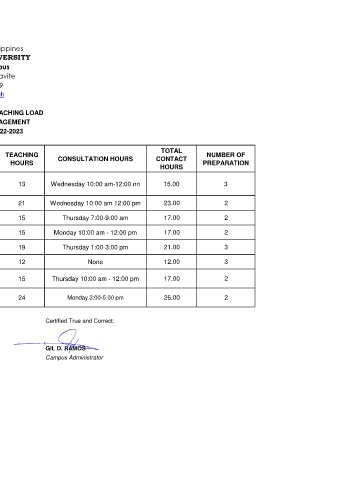 ippines
VERSITY
ous
avite
9
ph
ACHING LOAD
AGEMENT
22-2023
TEACHING HOURS CONSULTATION HOURS TOTAL CONTACT HOURS NUMBER OF PREPARATION
13 Wednesday 10:00 am-12:00 nn 15.00 3
21 Wednesday 10:00 am 12:00 pm 23.00 2
15 Thursday 7:00-9:00 am 17.00 2
15 Monday 10:00 am - 12:00 pm 17.00 2
19 Thursday 1:00-3:00 pm 21.00 3
12 None 12.00 3
15 Thursday 10:00 am - 12:00 pm 17.00 2
24 Monday 3:00-5:00 pm 26.00 2
Certified True and Correct:
Gil D. RAMOS
Campus Administrator